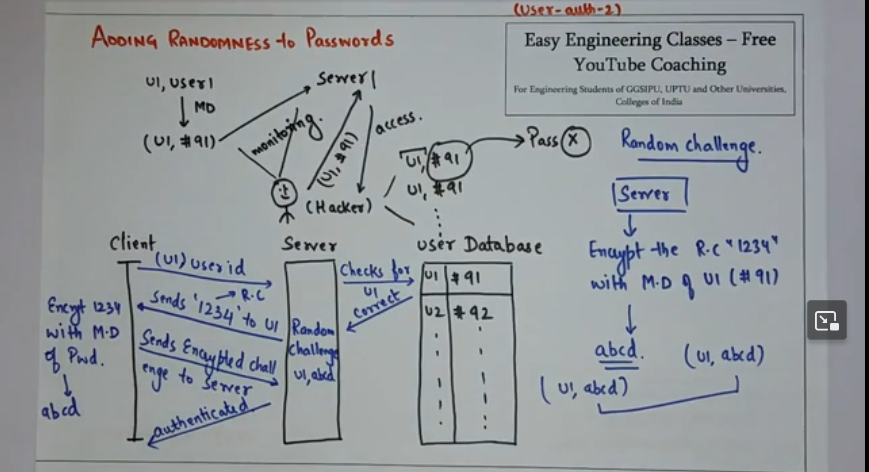 (User-auth-2)
ADDING RANDOMNESS to PASSWORDS
Easy Engineering Classes – Free
YouTube Coaching
For Engineering Students of GGSIPU, UPTU and Other Universities,
Colleges of India
U1, user1
MD
(U1, #91)
Server
monitoring.
(U1, #91)
access.
(Hacker)
U1, #91
U1, #91
Pass X
Random challenge.
Server
Encrypt the R.C "1234"
with M.D of U1 (#91)
abcd.
(U1, abcd)
(U1, abcd)
Client
Server
User Database
(U1) User id
Checks for
U1
correct
U1 #91
U2 #92
Sends '1234' to U1
R.C
Encrypt 1234
with M.D
of Pwd.
abcd
Random
Challenge
U1, abcd
Sends Encrypted chall
enge to Server
authenticated